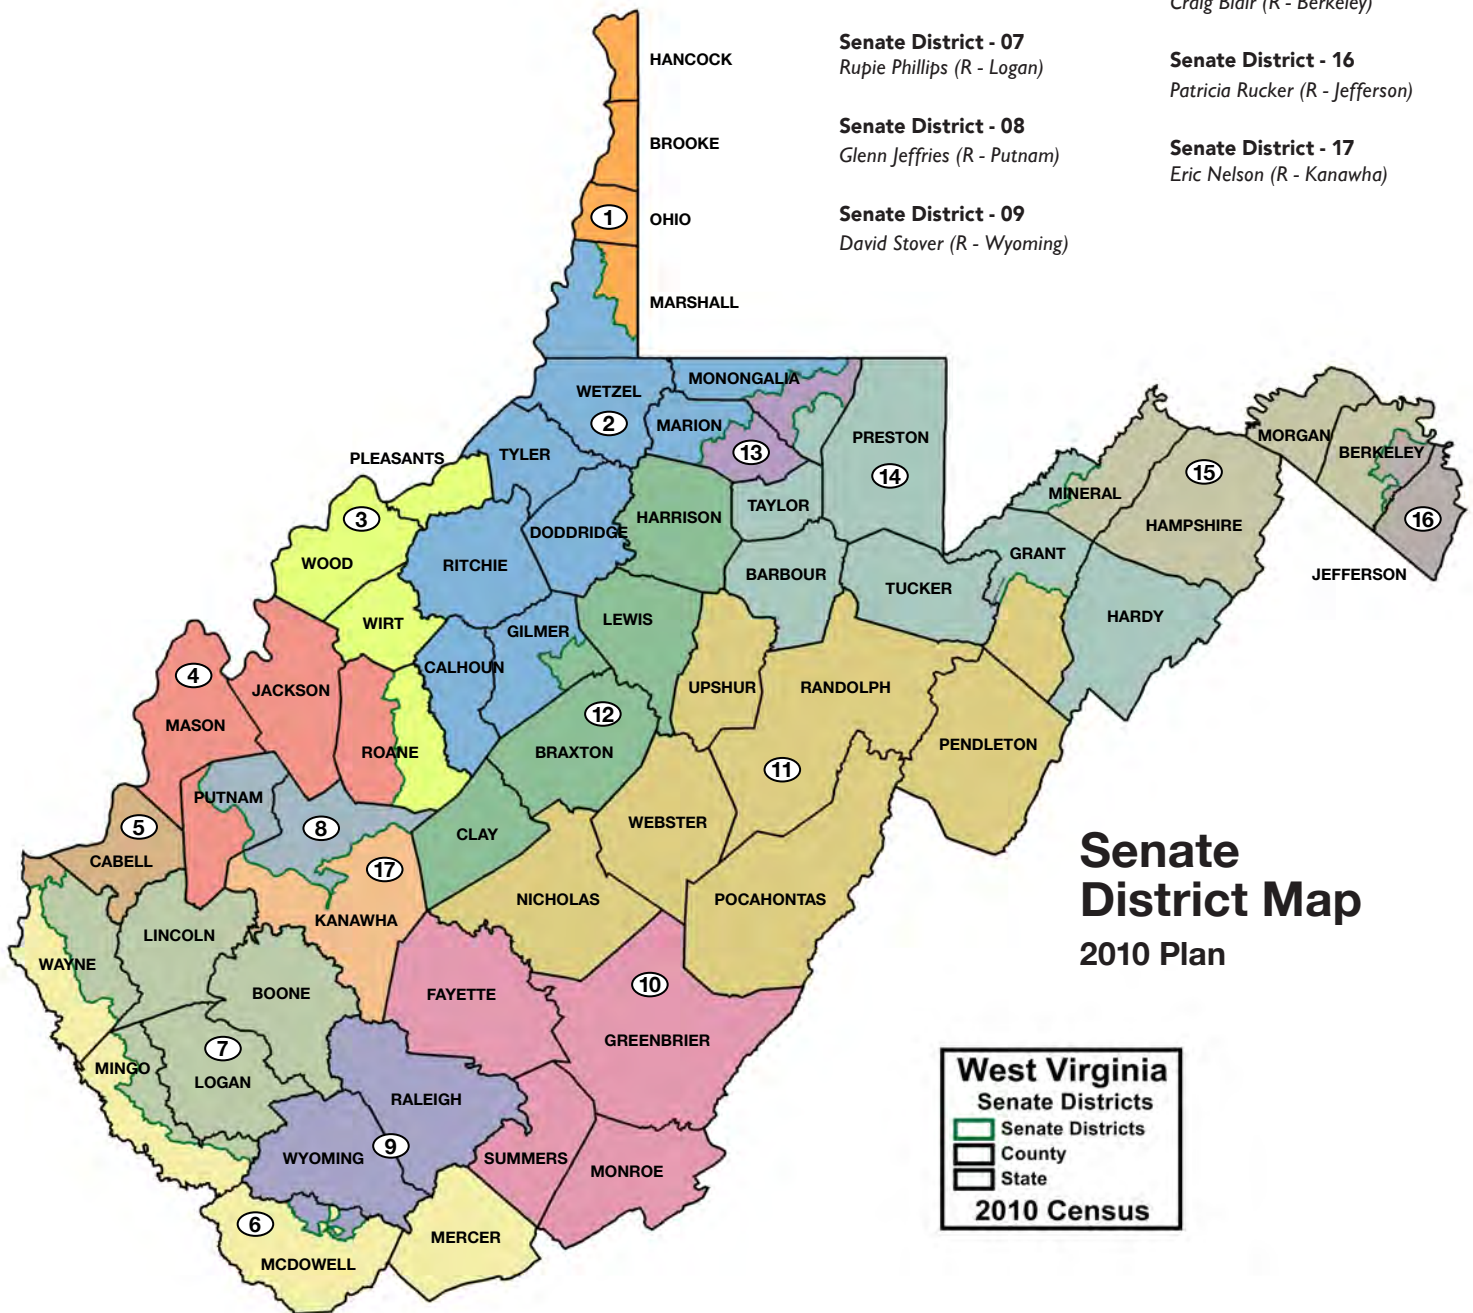 Craig Blair (R - Berkeley)
Senate District - 07
Rupie Phillips (R - Logan)
Senate District - 16
Patricia Rucker (R - Jefferson)
Senate District - 08
Glenn Jeffries (R - Putnam)
Senate District - 17
Eric Nelson (R - Kanawha)
Senate District - 09
David Stover (R - Wyoming)
HANCOCK
BROOKE
1
OHIO
MARSHALL
MONONGALIA
WETZEL
2
MARION
PRESTON
MORGAN
BERKELEY
PLEASANTS
TYLER
13
14
15
MINERAL
3
HARRISON
TAYLOR
HAMPSHIRE
16
DODDRIDGE
WOOD
RITCHIE
GRANT
BARBOUR
JEFFERSON
TUCKER
WIRT
GILMER
LEWIS
HARDY
CALHOUN
4
JACKSON
UPSHUR
RANDOLPH
MASON
12
ROANE
BRAXTON
PENDLETON
11
PUTNAM
5
8
CLAY
WEBSTER
CABELL
17
Senate
District Map
2010 Plan
NICHOLAS
POCAHONTAS
KANAWHA
LINCOLN
WAYNE
10
BOONE
FAYETTE
GREENBRIER
7
MINGO
LOGAN
RALEIGH
9
WYOMING
SUMMERS
MONROE
6
MERCER
MCDOWELL
West Virginia
Senate Districts
Senate Districts
County
State
2010 Census